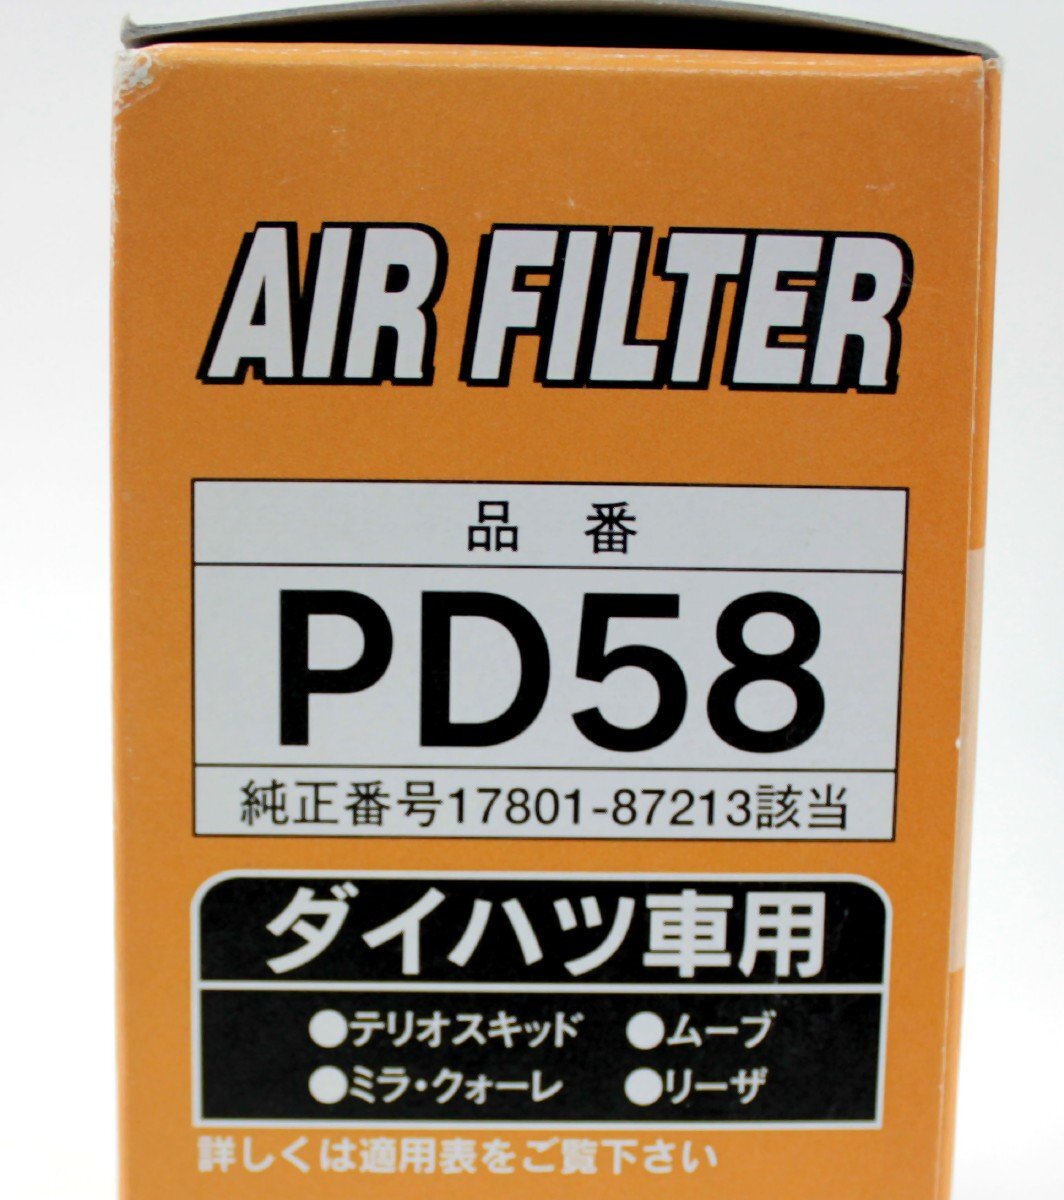 AIR FILTER
品 番
PD58
純正番号17801-87213該当
ダイハツ車用
●テリオスキッド ●ムーブ
●ミラ・クォーレ ●リーザ
詳しくは適用表をご覧下さい